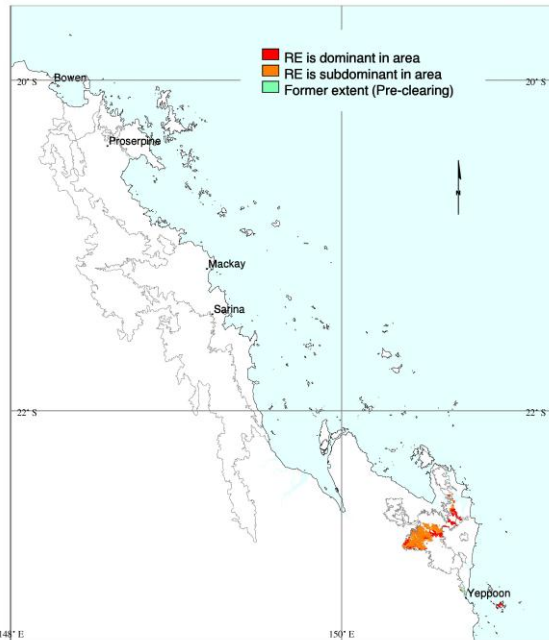 RE is dominant in area
RE is subdominant in area
Former extent (Pre-clearing)
20° S
20° S
Bowen
Proserpine
N
Mackay
Sarina
22° S
22° S
Yeppoon
148° E
150° E